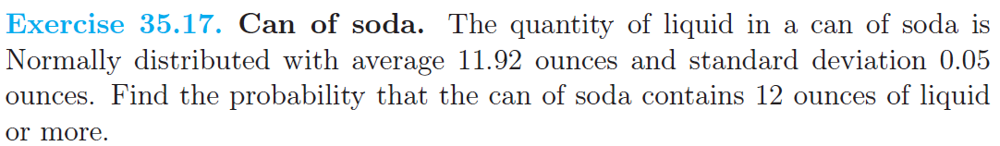 Exercise 35.17. Can of soda. The quantity of liquid in a can of soda is
Normally distributed with average 11.92 ounces and standard deviation 0.05
ounces. Find the probability that the can of soda contains 12 ounces of liquid
or more.